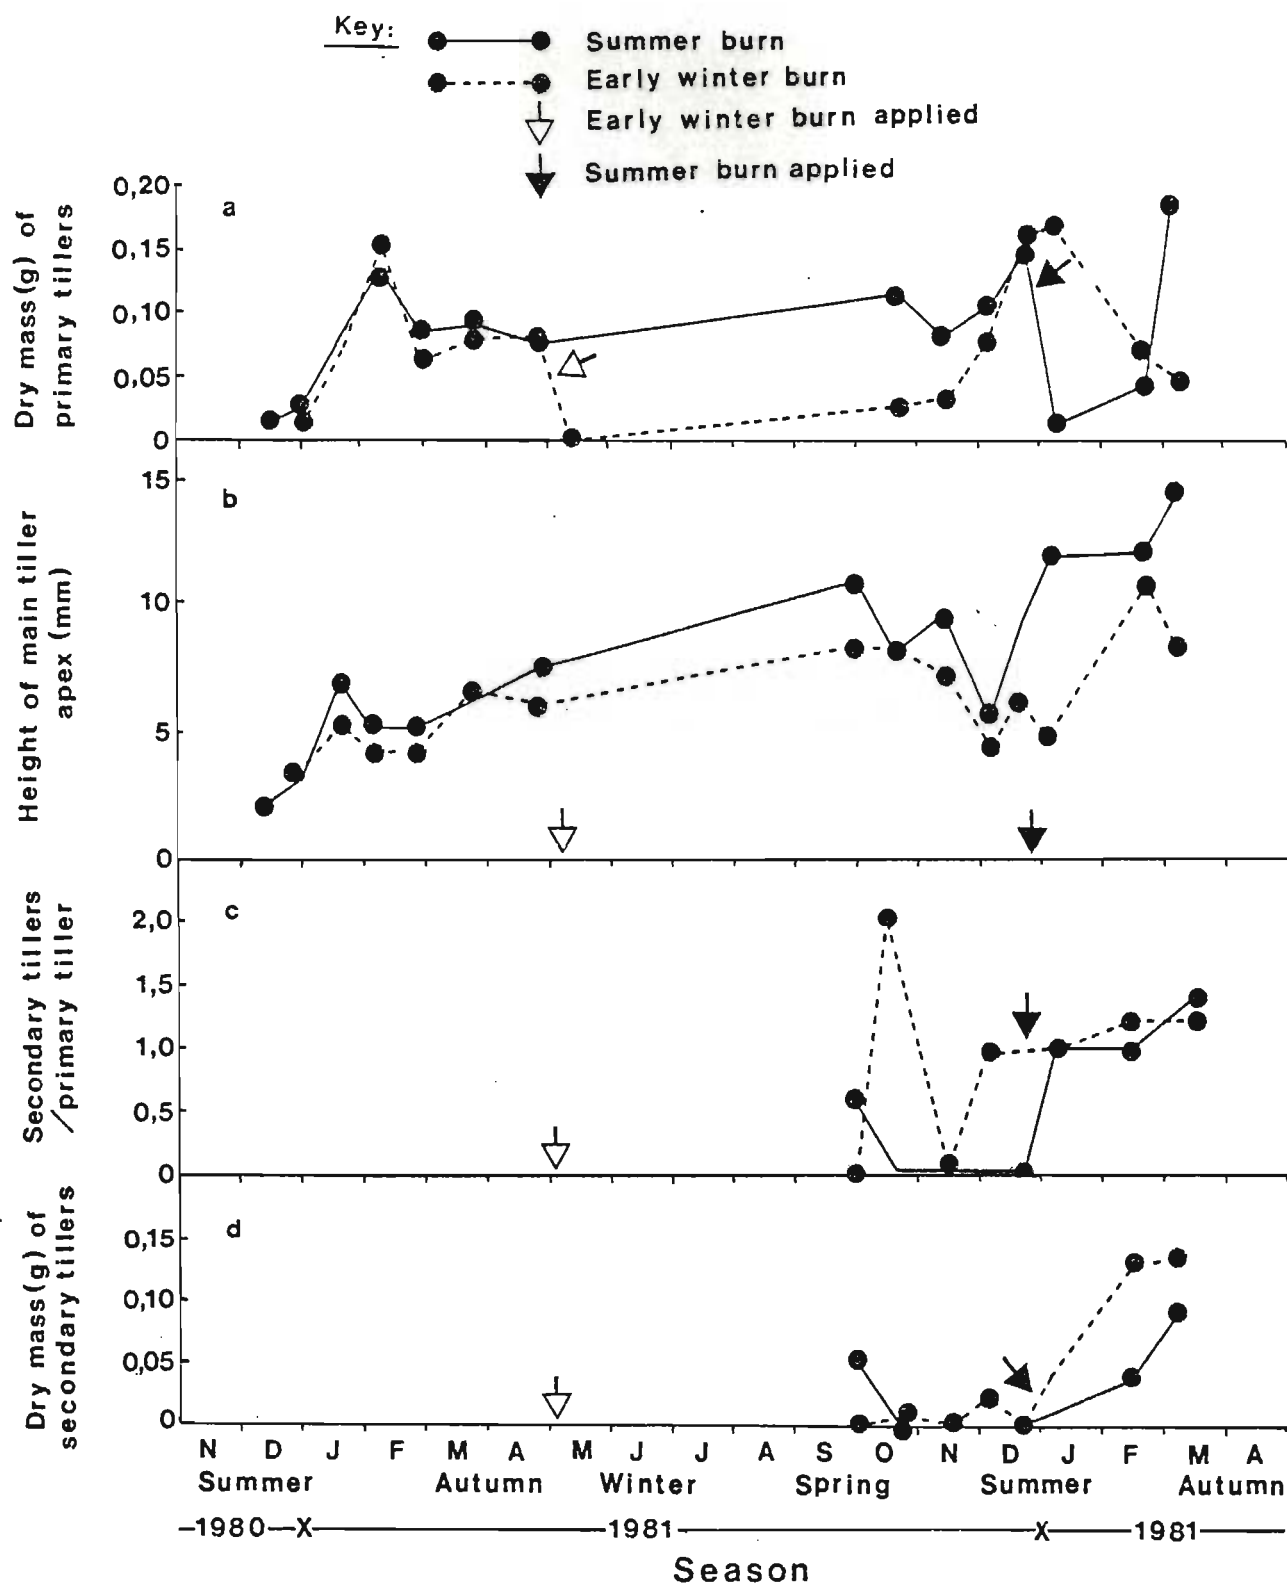 Key:
Summer burn
Early winter burn
Early winter burn applied
Summer burn applied
Dry mass(g) of
primary tillers
0,20
0,15
0,10
0,05
0
a
Height of main tiller
apex (mm)
15
10
5
0
b
Secondary tillers
/primary tiller
2,0
1,5
1,0
0,5
0
c
Dry mass(g) of
secondary tillers
0,15
0,10
0,05
0
d
N D J F M A M J J A S O N D J F M A
Summer Autumn Winter Spring Summer Autumn
–1980–X–1981–X–1981–
Season